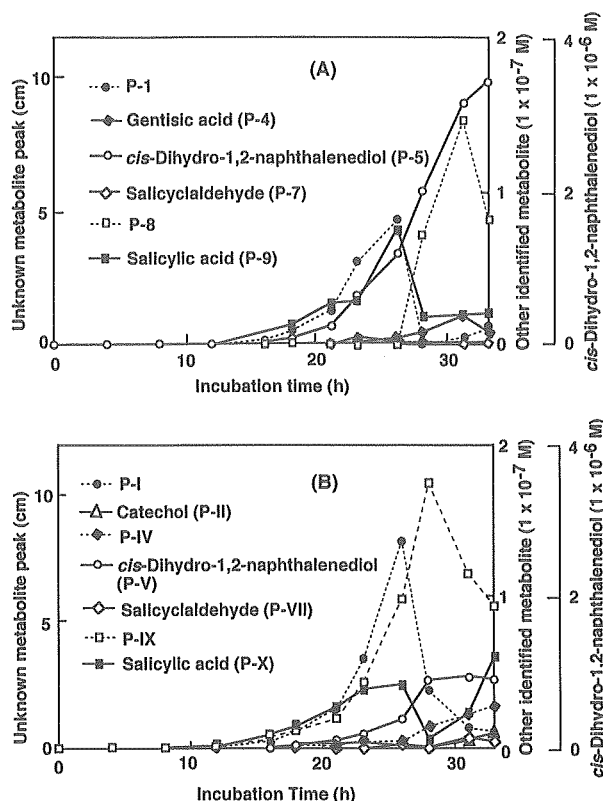 (A)
Unknown metabolite peak (cm)
10
5
0
P-1
Gentisic acid (P-4)
cis-Dihydro-1,2-naphthalenediol (P-5)
Salicyclaldehyde (P-7)
P-8
Salicylic acid (P-9)
0 10 20 30
Incubation time (h)
2
1
0
Other identified metabolite (1 x 10⁻⁷ M)
4
2
0
cis-Dihydro-1,2-naphthalenediol (1 x 10⁻⁶ M)
(B)
Unknown metabolite peak (cm)
10
5
0
P-I
Catechol (P-II)
P-IV
cis-Dihydro-1,2-naphthalenediol
(P-V)
Salicyclaldehyde (P-VII)
P-IX
Salicylic acid (P-X)
0 10 20 30
Incubation Time (h)
2
1
0
Other identified metabolite (1 x 10⁻⁷ M)
4
2
0
cis-Dihydro-1,2-naphthalenediol (1 x 10⁻⁶ M)